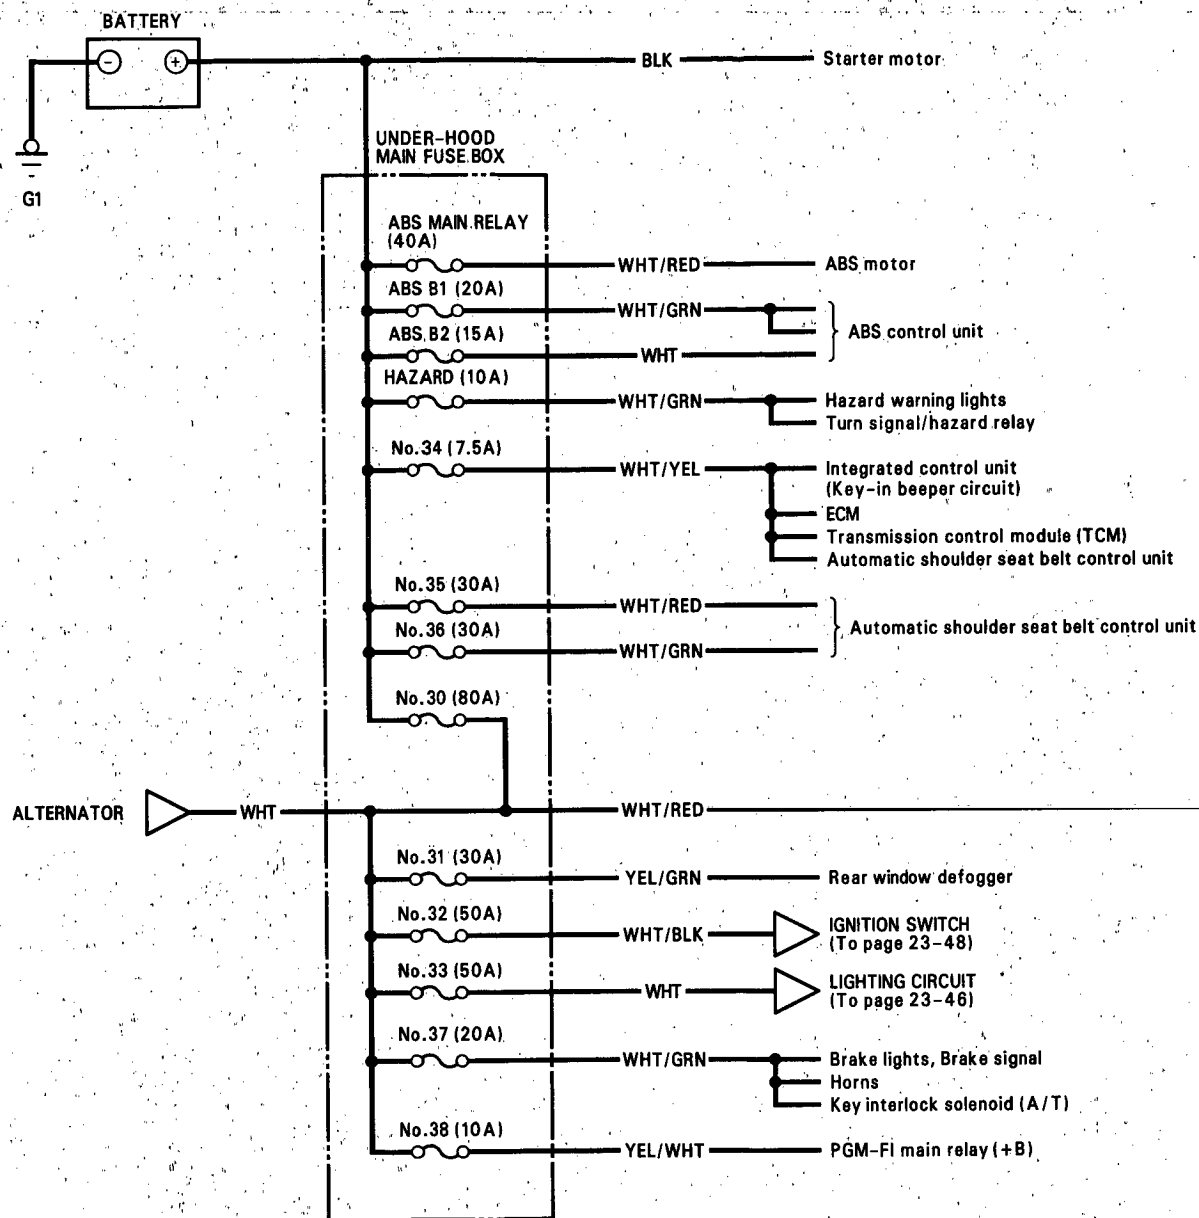 BATTERY
BLK
Starter motor
G1
UNDER-HOOD
MAIN FUSE BOX
ABS MAIN RELAY
(40A)
WHT/RED
ABS motor
ABS B1 (20A)
WHT/GRN
ABS control unit
ABS B2 (15A)
WHT
HAZARD (10A)
WHT/GRN
Hazard warning lights
Turn signal/hazard relay
No.34 (7.5A)
WHT/YEL
Integrated control unit
(Key-in beeper circuit)
ECM
Transmission control module (TCM)
Automatic shoulder seat belt control unit
No.35 (30A)
WHT/RED
No.36 (30A)
WHT/GRN
Automatic shoulder seat belt control unit
No.30 (80A)
ALTERNATOR
WHT
WHT/RED
No.31 (30A)
YEL/GRN
Rear window defogger
No.32 (50A)
WHT/BLK
IGNITION SWITCH
(To page 23-48)
No.33 (50A)
WHT
LIGHTING CIRCUIT
(To page 23-46)
No.37 (20A)
WHT/GRN
Brake lights, Brake signal
Horns
Key interlock solenoid (A/T)
No.38 (10A)
YEL/WHT
PGM-FI main relay (+B)